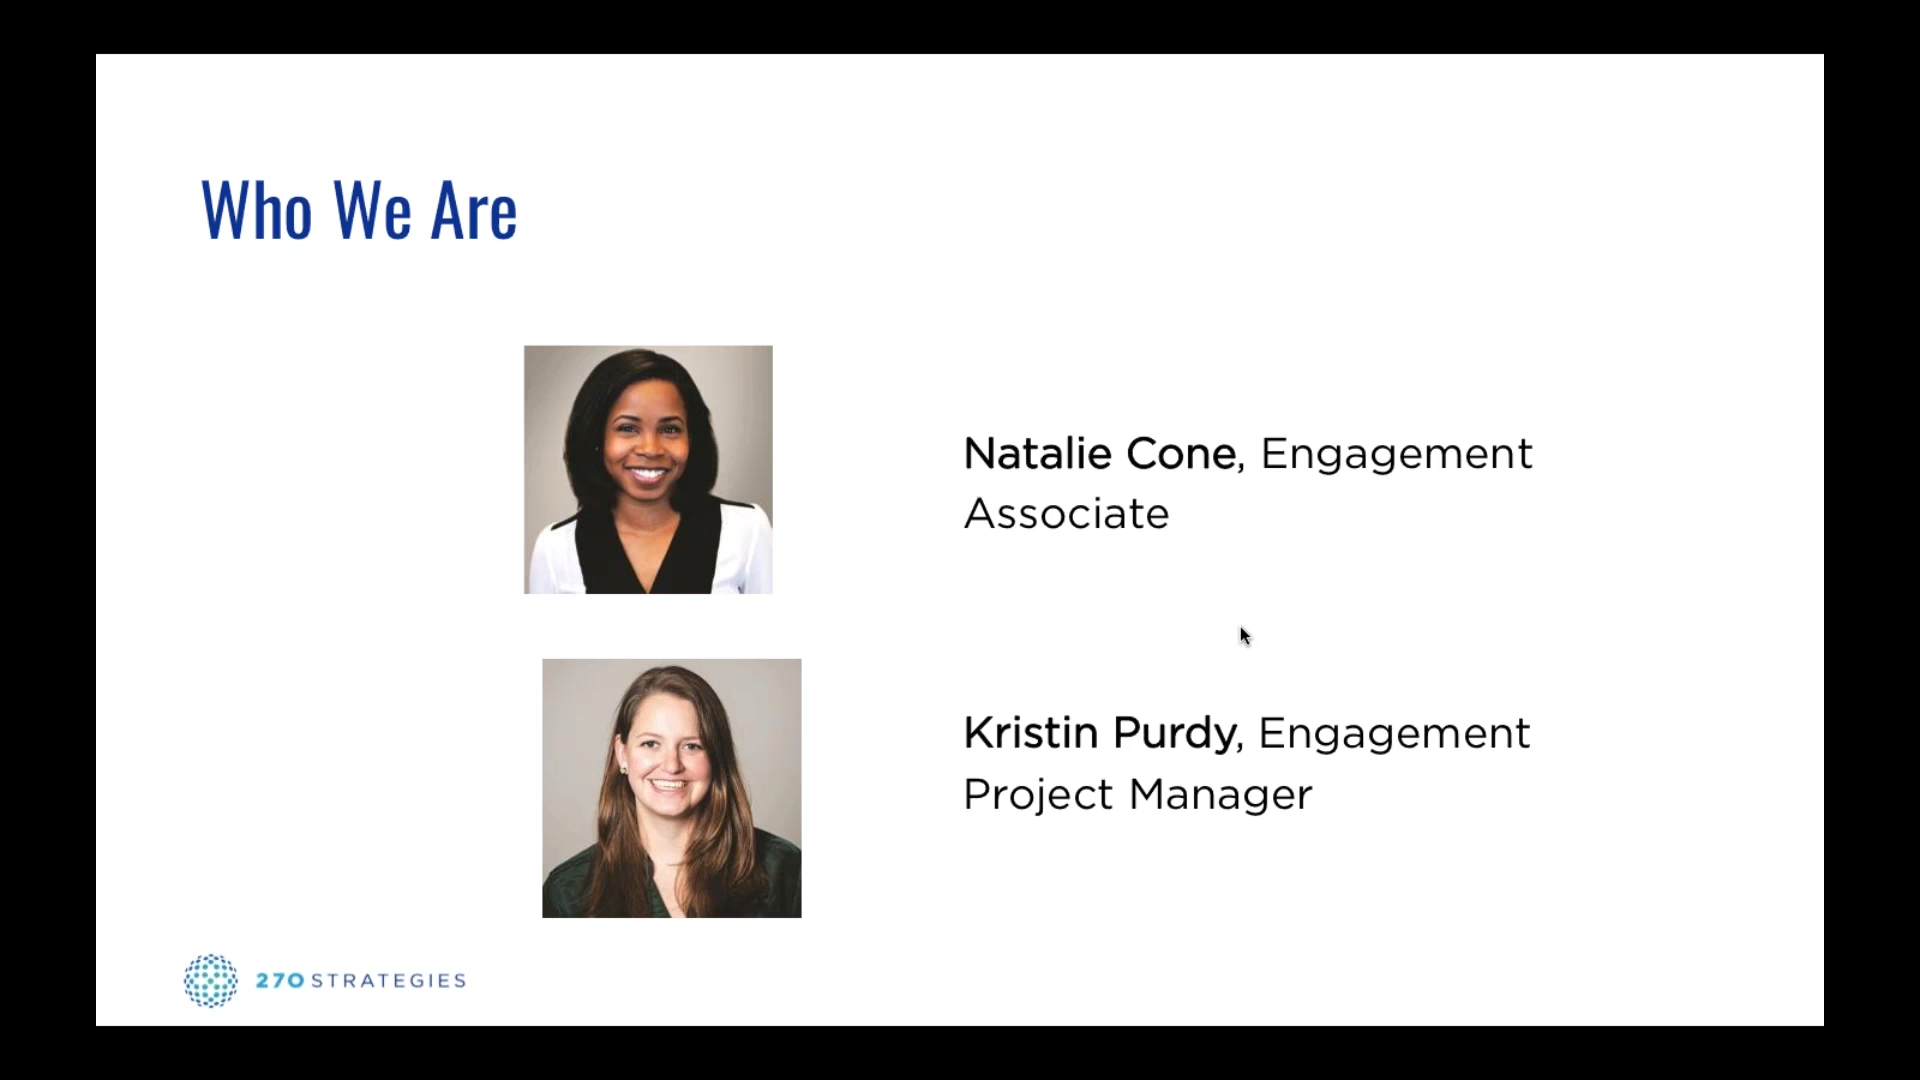 Who We Are
Natalie Cone, Engagement
Associate
Kristin Purdy, Engagement
Project Manager
270 STRATEGIES